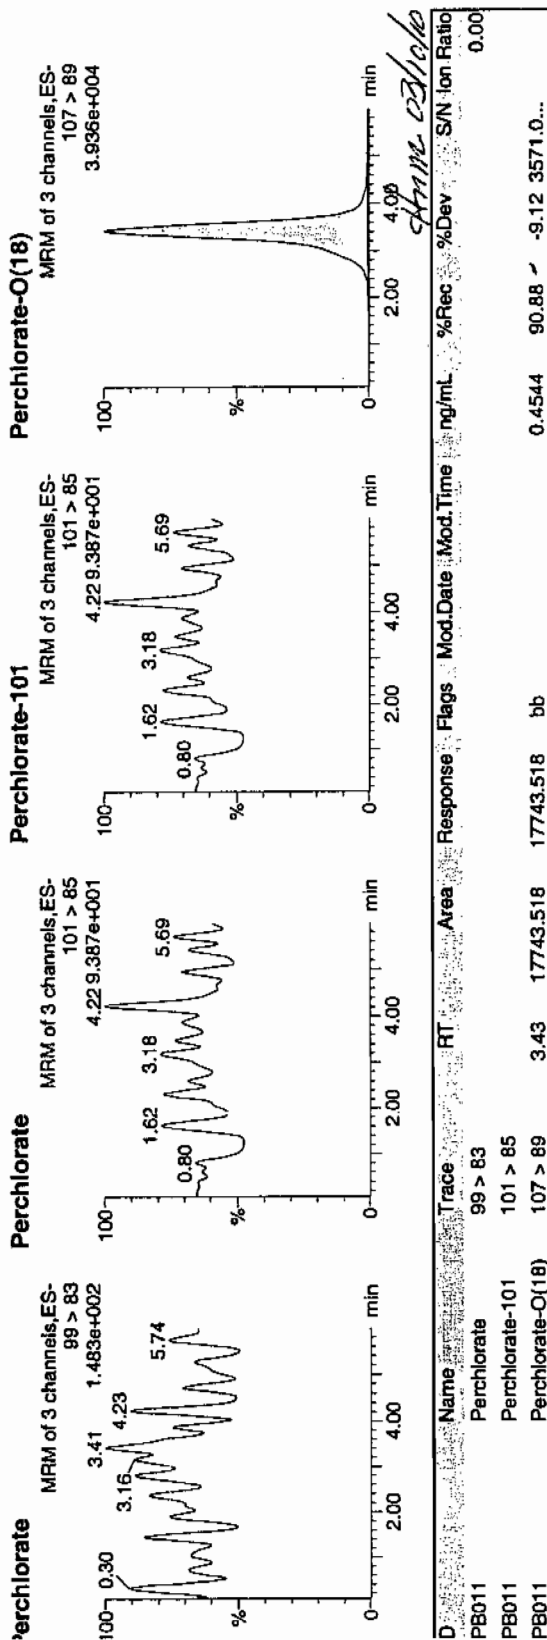 Perchlorate
MRM of 3 channels,ES-
99 > 83
1.483e+002
100
%
0
0.30
3.16
3.41
4.23
5.74
2.00
4.00
min
Perchlorate
MRM of 3 channels,ES-
101 > 85
9.387e+001
100
%
0
0.80
1.62
3.18
4.22
5.69
2.00
4.00
min
Perchlorate-101
MRM of 3 channels,ES-
101 > 85
9.387e+001
100
%
0
0.80
1.62
3.18
4.22
5.69
2.00
4.00
min
Perchlorate-O(18)
MRM of 3 channels,ES-
107 > 89
3.936e+004
100
%
0
2.00
4.00
min
03/10/10
D Name Trace RT Area Response Flags Mod.Date Mod.Time ng/mL %Rec %Dev S/N Ion Ratio
PB011 Perchlorate 99 > 83 0.00
PB011 Perchlorate-101 101 > 85
PB011 Perchlorate-O(18) 107 > 89 3.43 17743.518 17743.518 bb 0.4544 90.88 -9.12 3571.0...